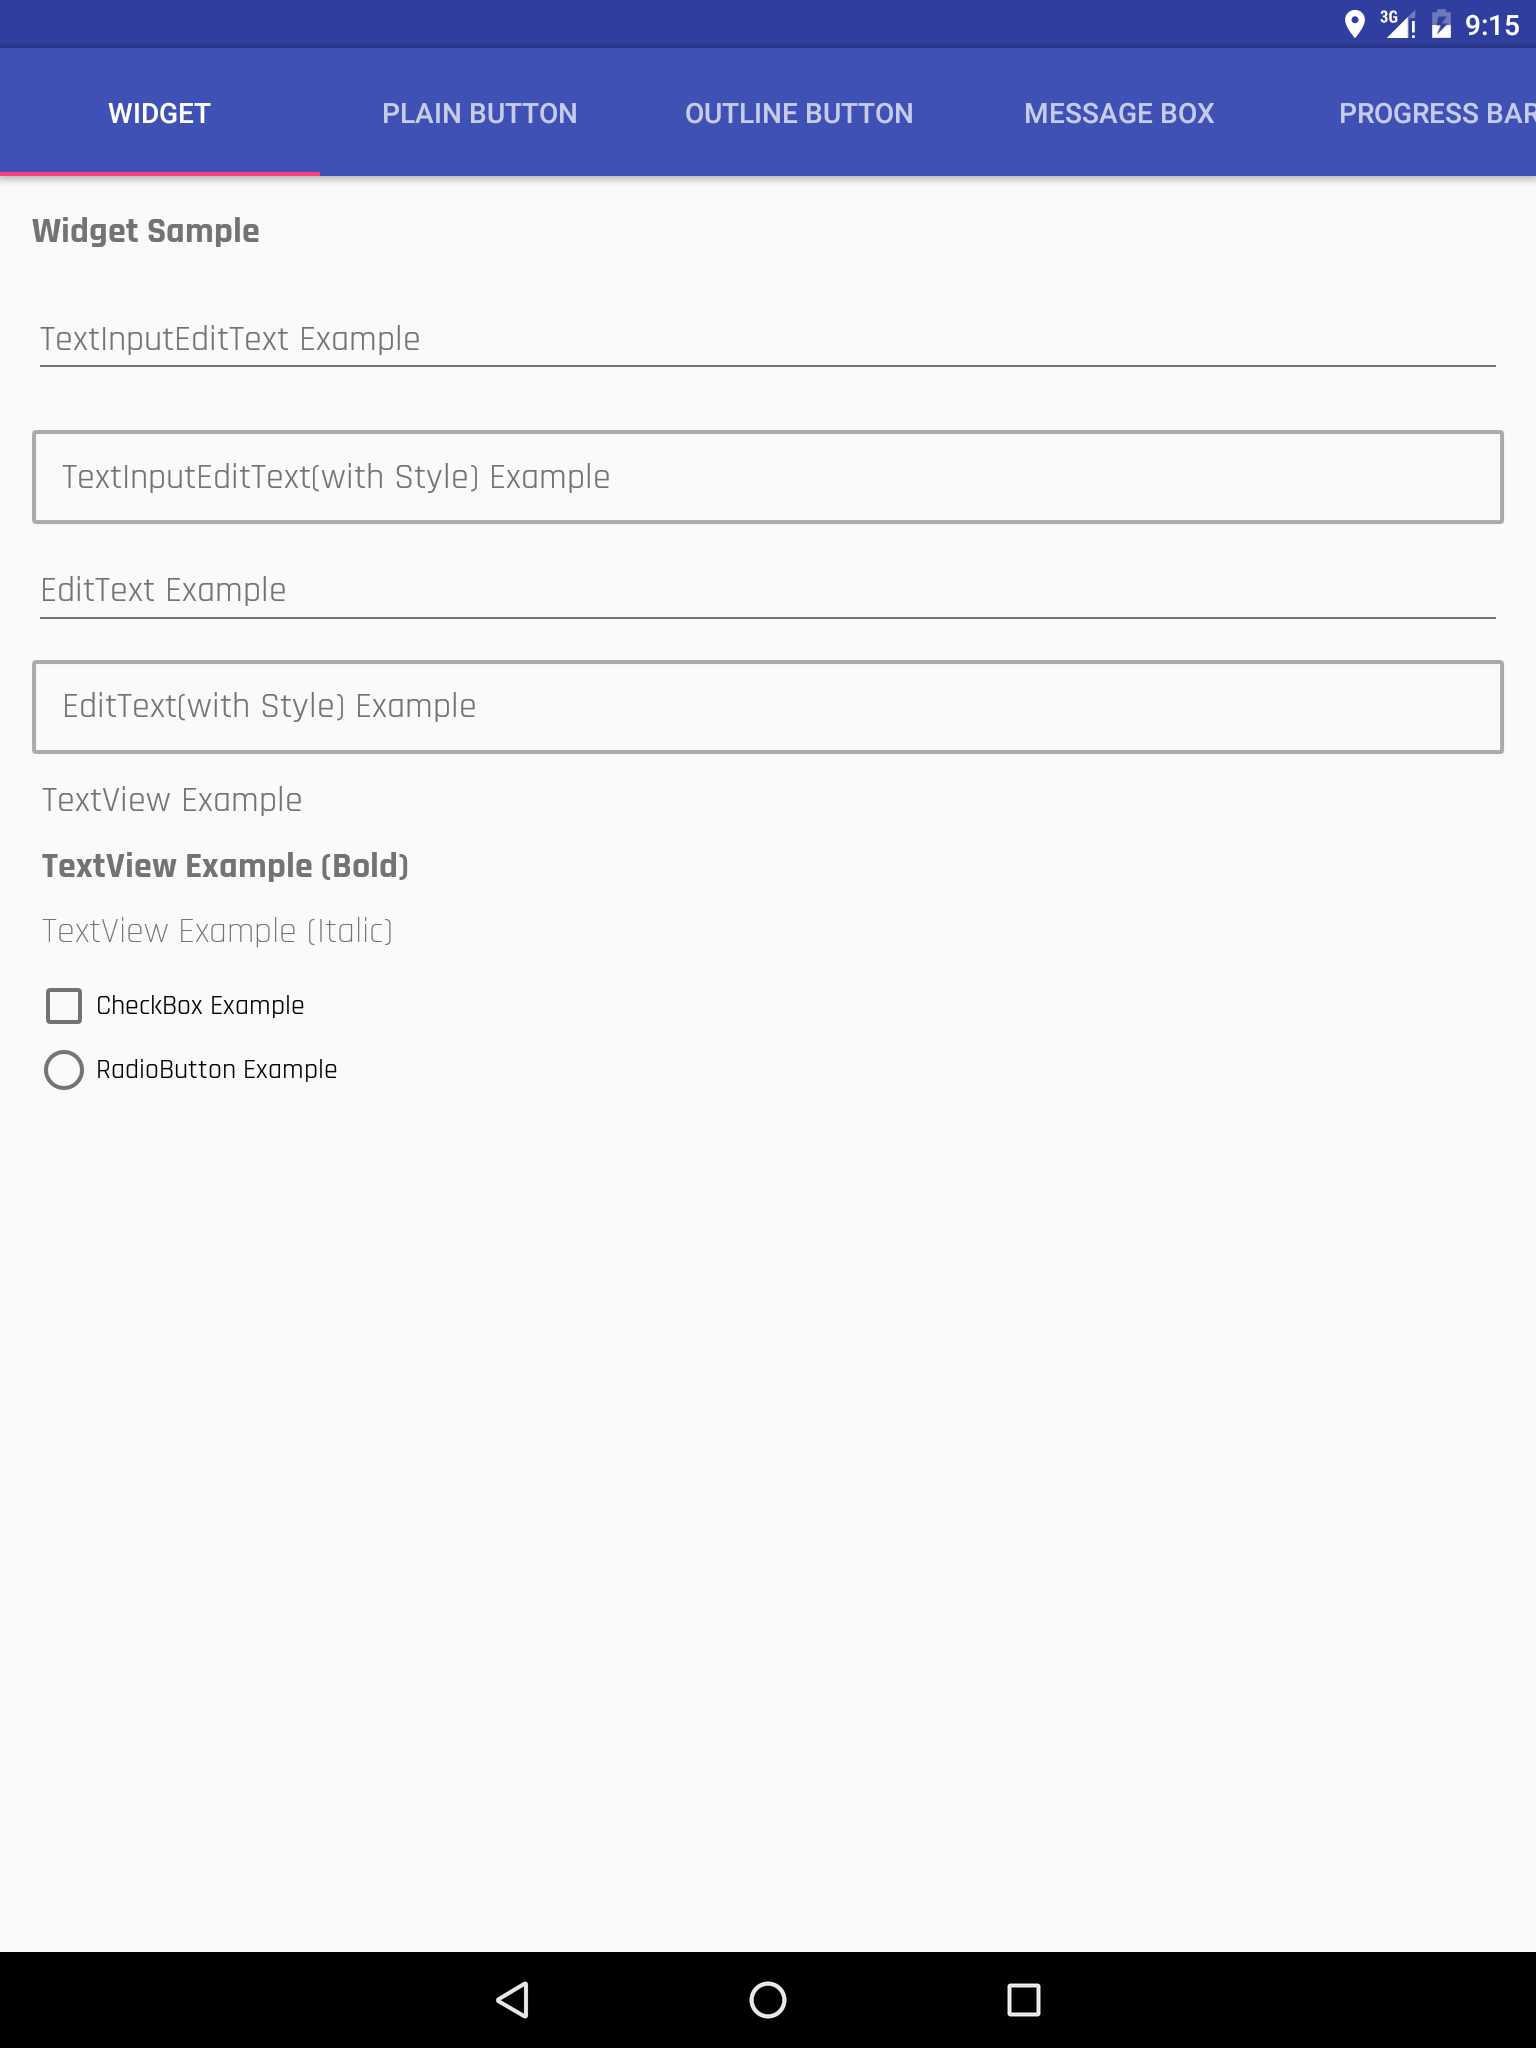 3G 9:15
WIDGET PLAIN BUTTON OUTLINE BUTTON MESSAGE BOX PROGRESS BAR
Widget Sample
TextInputEditText Example
TextInputEditText(with Style) Example
EditText Example
EditText(with Style) Example
TextView Example
TextView Example (Bold)
TextView Example (Italic)
CheckBox Example
RadioButton Example